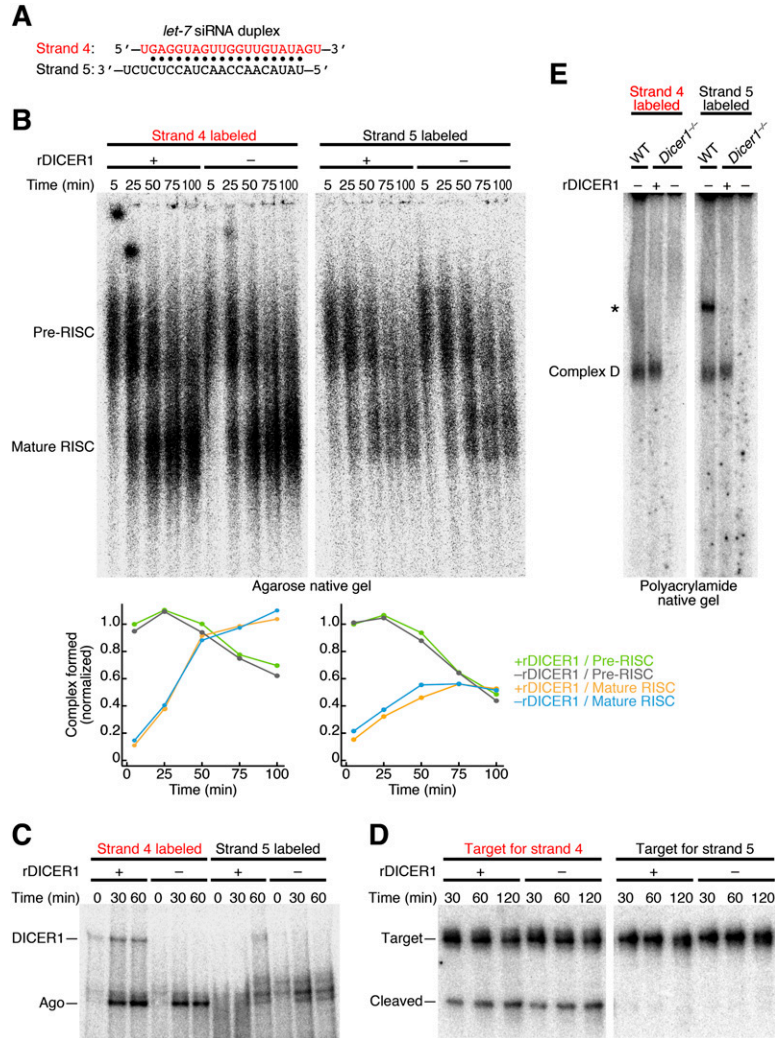 A
let-7 siRNA duplex
Strand 4: 5′–UGAGGUAGUUGGUUGUAUAGU–3′
Strand 5: 3′–UCUCUCCAUCAACCAACAUAU–5′
B
Strand 4 labeled Strand 5 labeled
rDICER1 + – + –
Time (min) 5 25 50 75 100 5 25 50 75 100 5 25 50 75 100 5 25 50 75 100
Pre-RISC
Mature RISC
Agarose native gel
Complex formed
(normalized)
1.0
0.8
0.6
0.4
0.2
0
0 25 50 75 100
Time (min)
1.0
0.8
0.6
0.4
0.2
0
0 25 50 75 100
Time (min)
+rDICER1 / Pre-RISC
–rDICER1 / Pre-RISC
+rDICER1 / Mature RISC
–rDICER1 / Mature RISC
C
Strand 4 labeled Strand 5 labeled
rDICER1 + – + –
Time (min) 0 30 60 0 30 60 0 30 60 0 30 60
DICER1
Ago
D
Target for strand 4 Target for strand 5
rDICER1 + – + –
Time (min) 30 60 120 30 60 120 30 60 120 30 60 120
Target
Cleaved
E
Strand 4 labeled
Strand 5 labeled
WT Dicer1–/– WT Dicer1–/–
rDICER1 – + – – + –
*
Complex D
Polyacrylamide
native gel